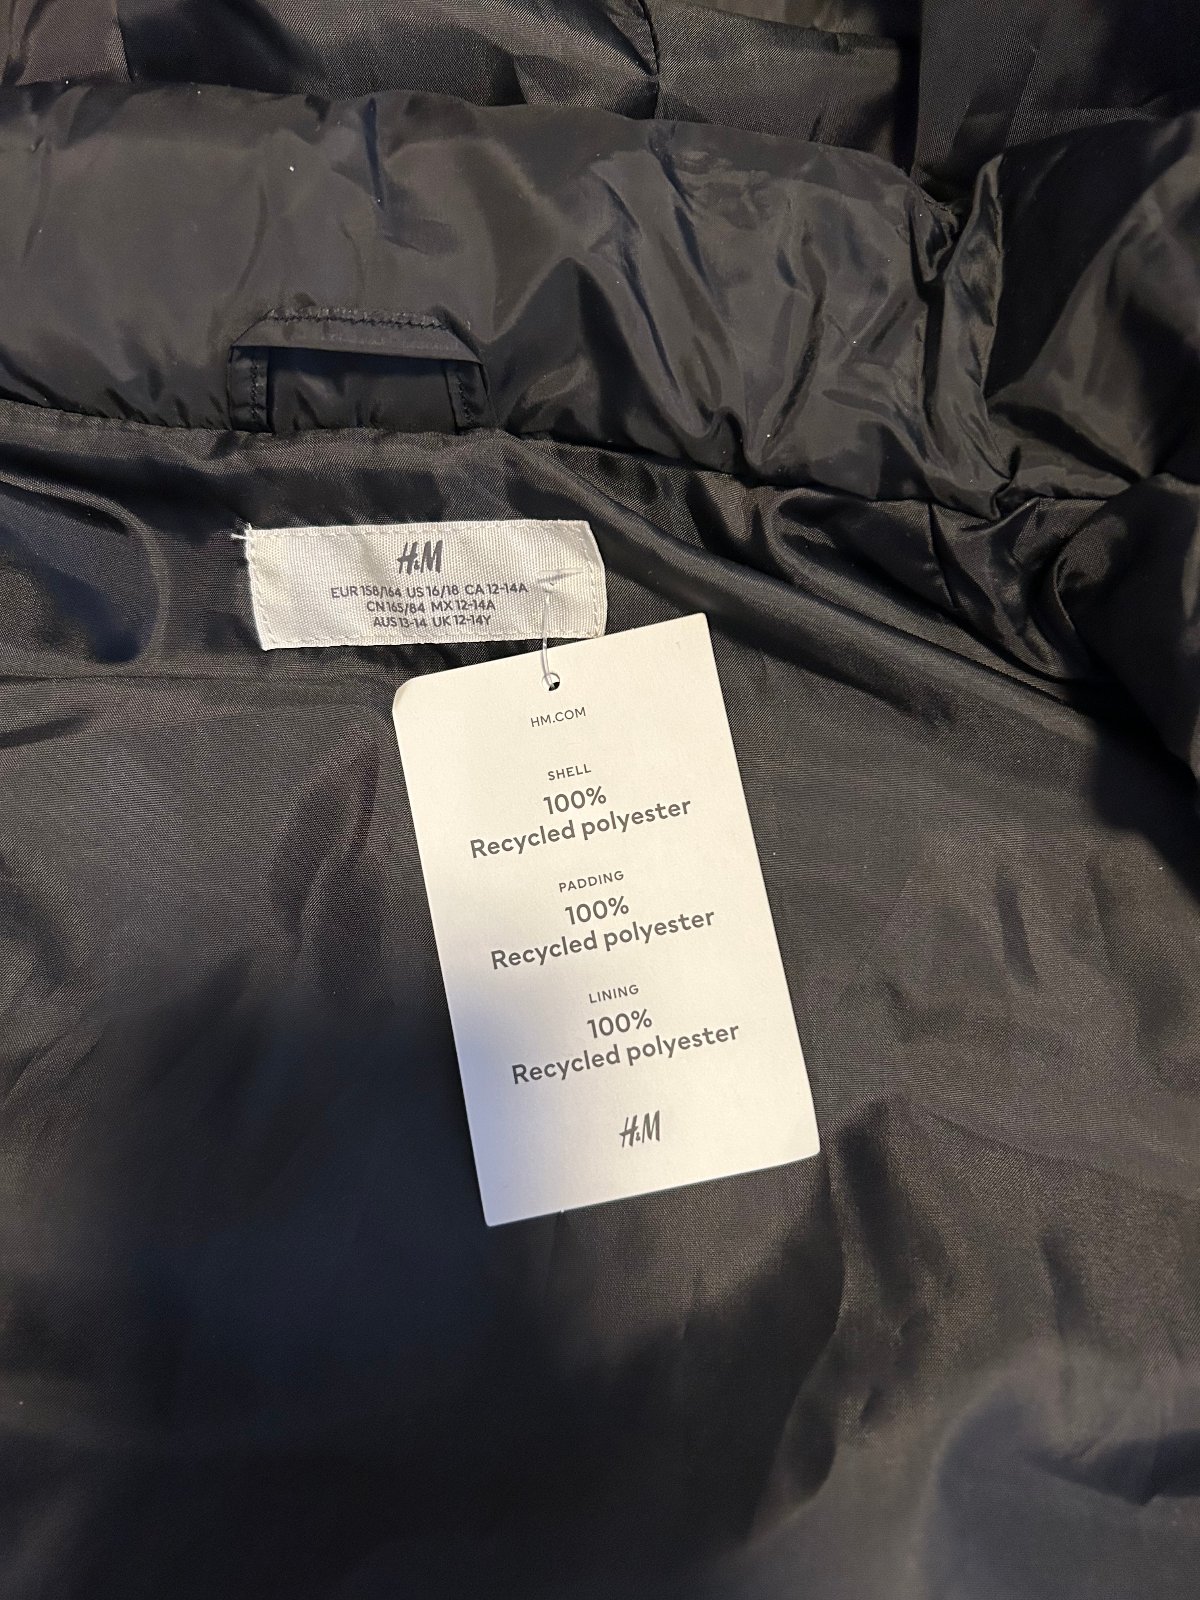 H&M
EUR 158/164 US 16/18 CA 12-14A
CN 165/84 MX 12-14A
AUS 13-14 UK 12-14Y
HM.COM
SHELL
100%
Recycled polyester
PADDING
100%
Recycled polyester
LINING
100%
Recycled polyester
H&M